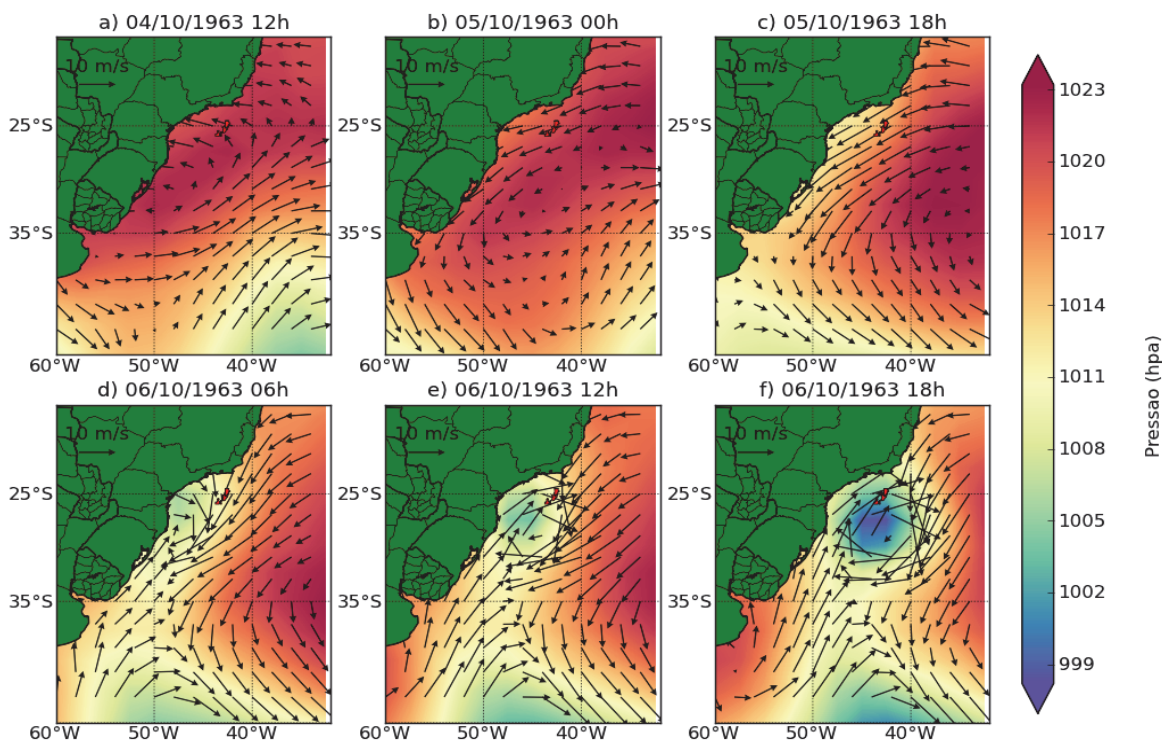 a) 04/10/1963 12h
b) 05/10/1963 00h
c) 05/10/1963 18h
10 m/s
10 m/s
10 m/s
25°S
25°S
25°S
35°S
35°S
35°S
60°W 50°W 40°W
60°W 50°W 40°W
60°W 50°W 40°W
d) 06/10/1963 06h
e) 06/10/1963 12h
f) 06/10/1963 18h
10 m/s
10 m/s
10 m/s
25°S
25°S
25°S
35°S
35°S
35°S
60°W 50°W 40°W
60°W 50°W 40°W
60°W 50°W 40°W
1023
1020
1017
1014
1011
1008
1005
1002
999
Pressao (hpa)